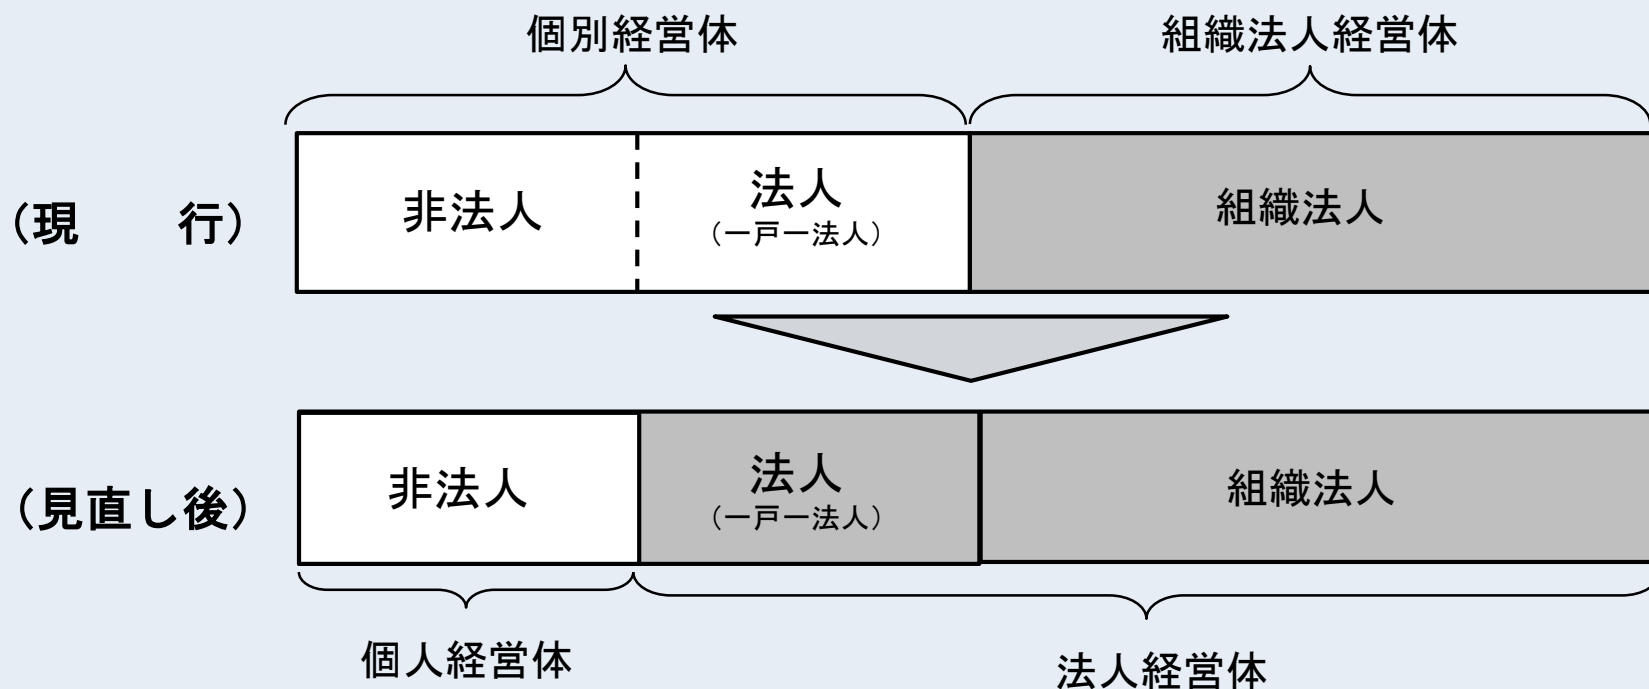 個別経営体
組織法人経営体
（現　　行）
非法人
法人
（一戸一法人）
組織法人
（見直し後）
非法人
法人
（一戸一法人）
組織法人
個人経営体
法人経営体